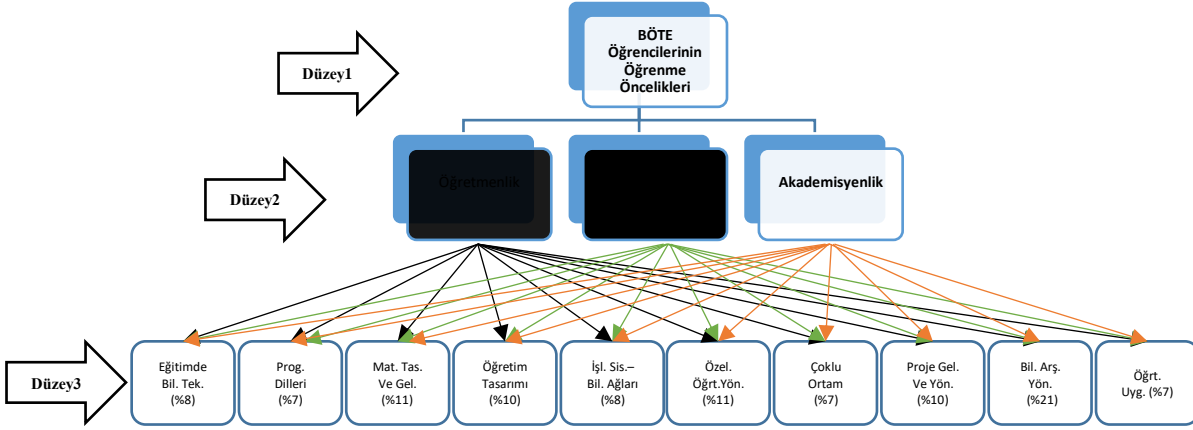 BÖTE
Öğrencilerinin
Öğrenme
Öncelikleri
Düzey1
Öğretmenlik
Akademisyenlik
Düzey2
Düzey3
Eğitimde
Bil. Tek.
(%8)
Prog.
Dilleri
(%7)
Mat. Tas.
Ve Gel.
(%11)
Öğretim
Tasarımı
(%10)
İşl. Sis.–
Bil. Ağları
(%8)
Özel.
Öğrt.Yön.
(%11)
Çoklu
Ortam
(%7)
Proje Gel.
Ve Yön.
(%10)
Bil. Arş.
Yön.
(%21)
Öğrt.
Uyg. (%7)